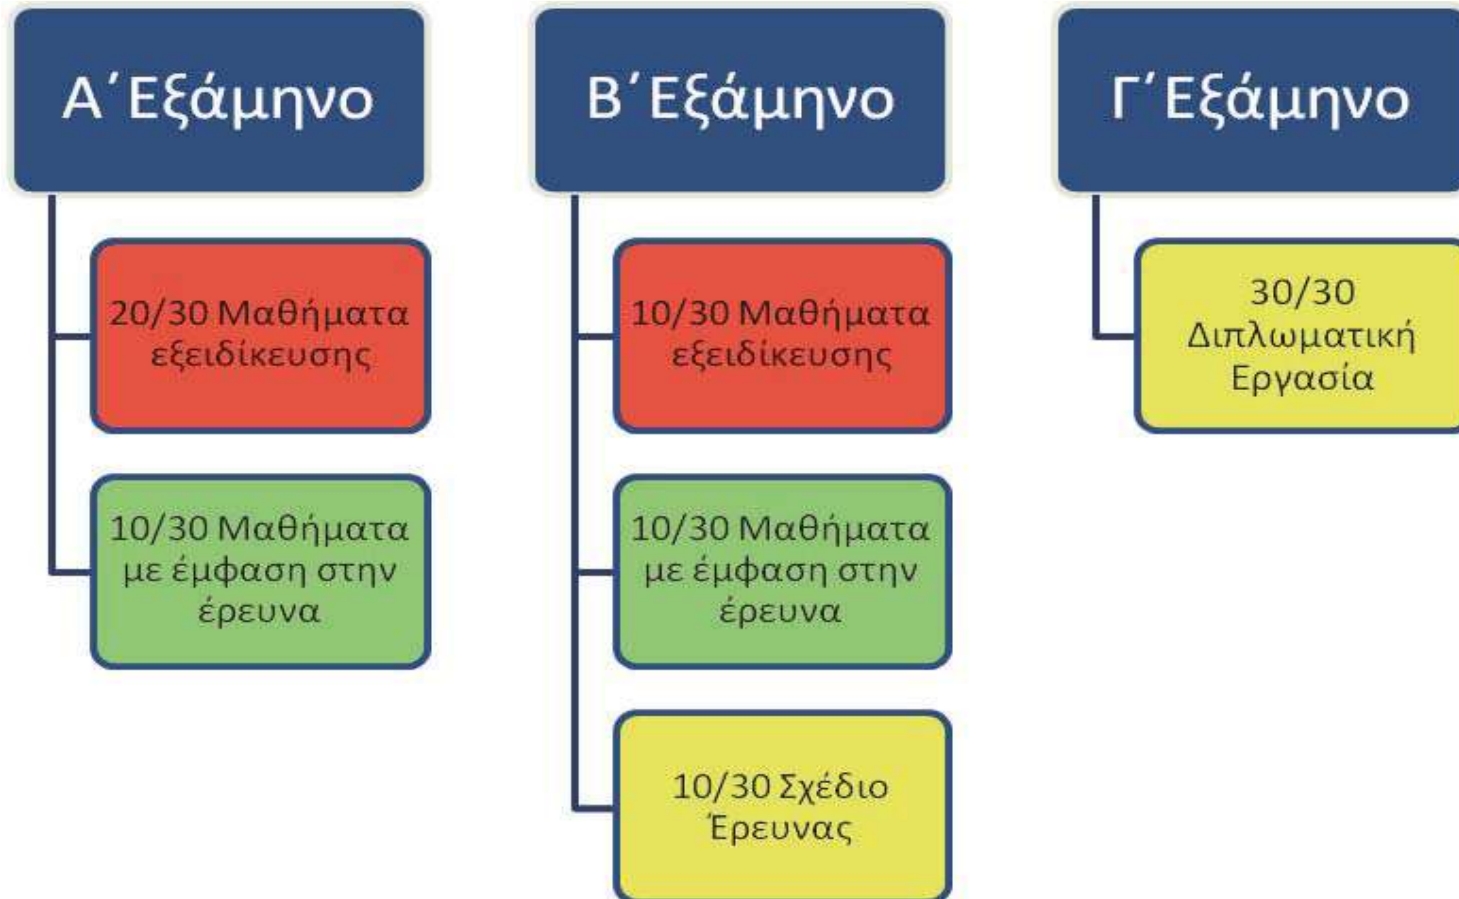 Α΄Εξάμηνο
20/30 Μαθήματα
εξειδίκευσης
10/30 Μαθήματα
με έμφαση στην
έρευνα
Β΄Εξάμηνο
10/30 Μαθήματα
εξειδίκευσης
10/30 Μαθήματα
με έμφαση στην
έρευνα
10/30 Σχέδιο
Έρευνας
Γ΄Εξάμηνο
30/30
Διπλωματική
Εργασία